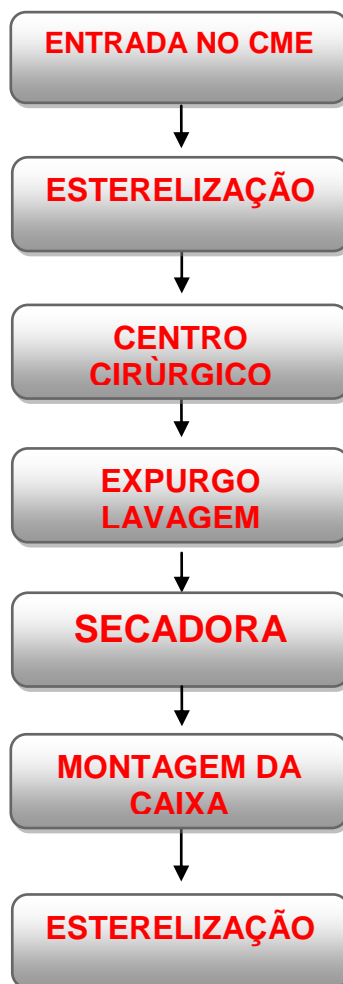 ENTRADA NO CME
ESTERELIZAÇÃO
CENTRO
CIRÙRGICO
EXPURGO
LAVAGEM
SECADORA
MONTAGEM DA
CAIXA
ESTERELIZAÇÃO